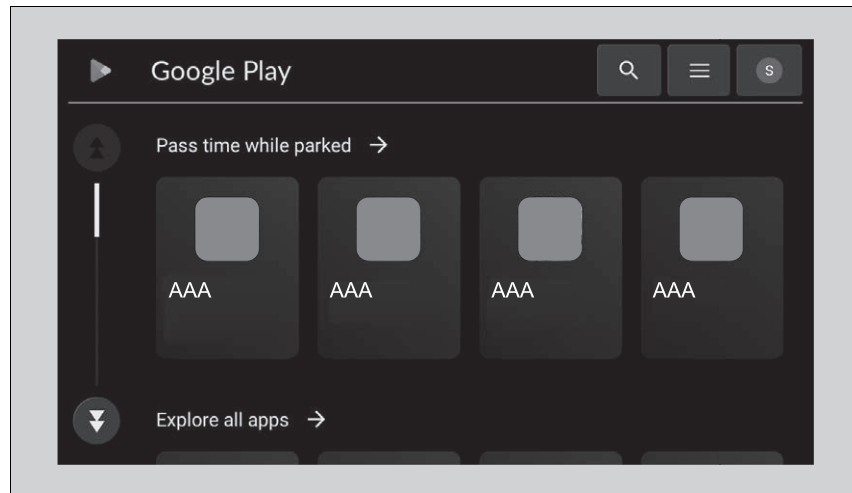 Google Play
S
Pass time while parked
AAA AAA AAA AAA
Explore all apps